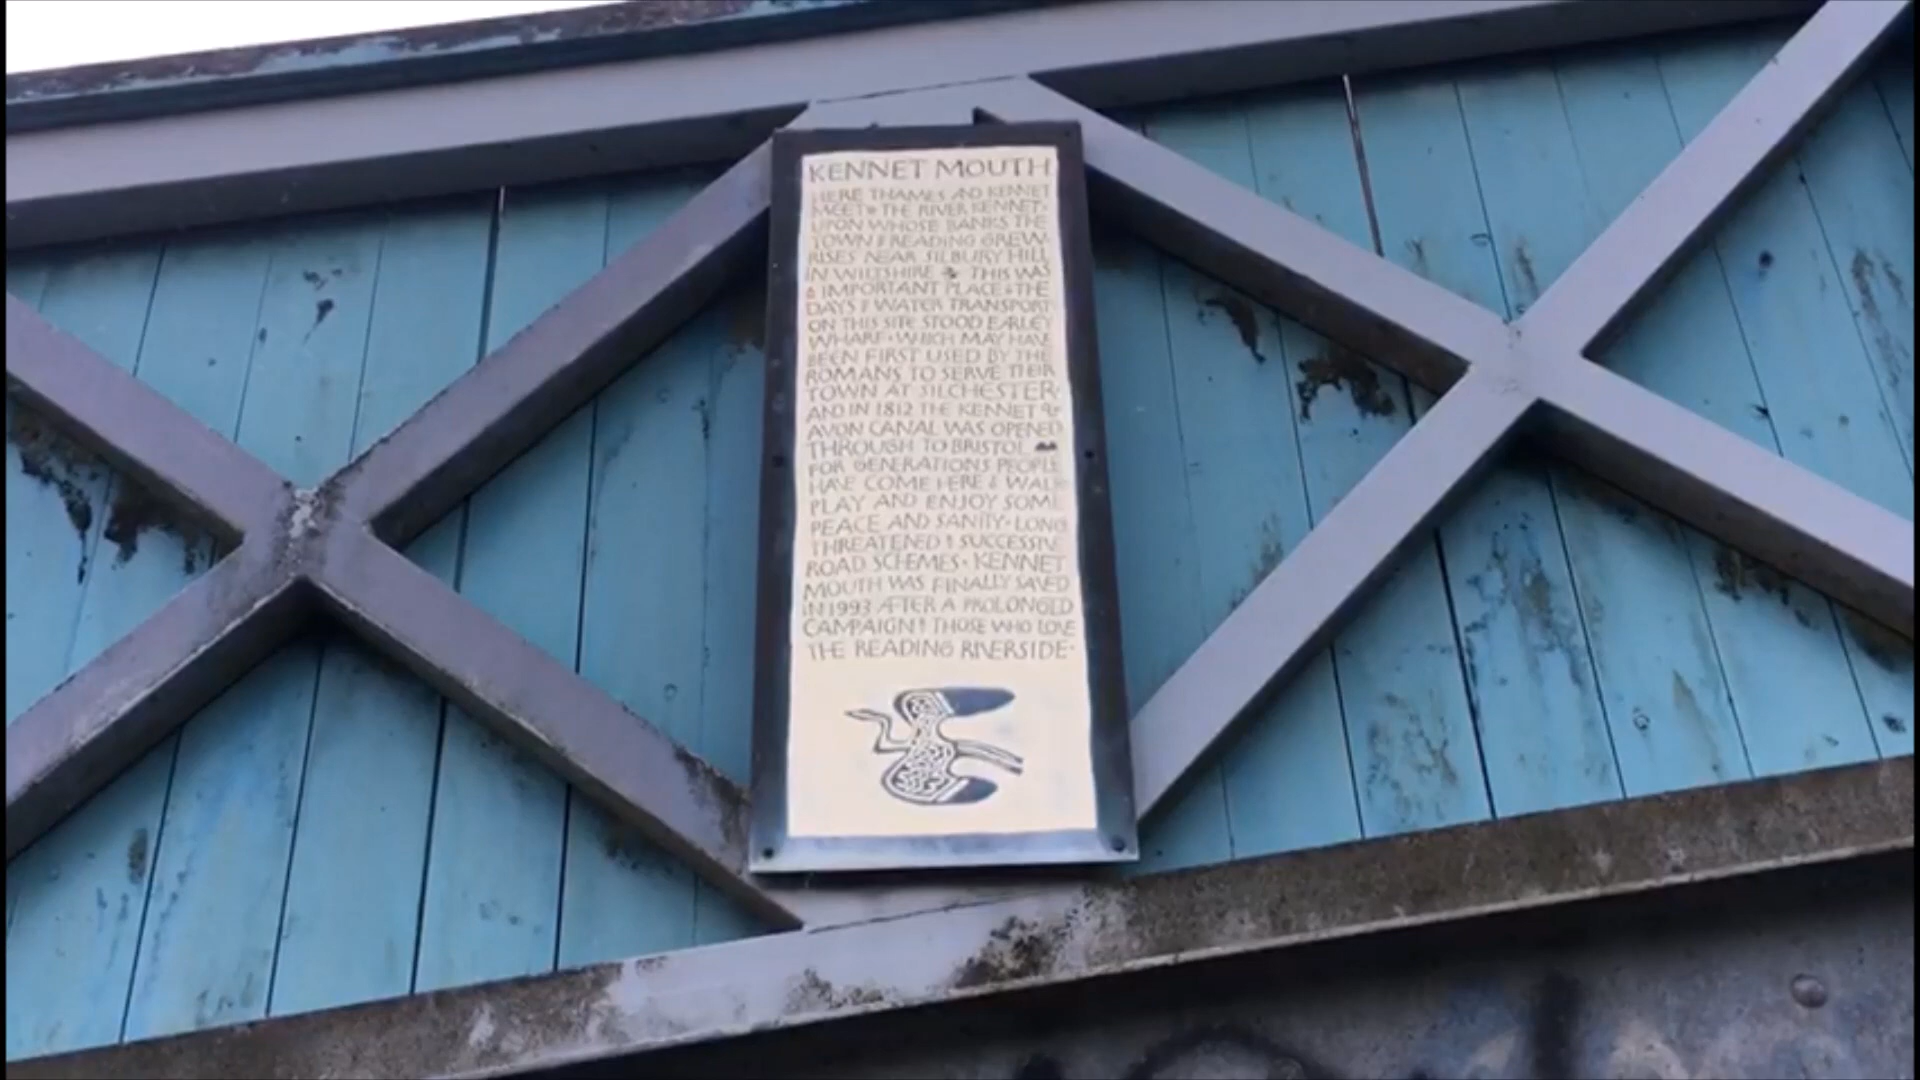 KENNET MOUTH
HERE THAMES AND KENNET
MEET THE RIVER KENNET
UPON WHOSE BANKS THE
TOWN READING GREW
RISES NEAR SILBURY HILL
IN WILTSHIRE THIS WAS
IMPORTANT PLACE THE
DAYS WATER TRANSPORT
ON THIS SITE STOOD EARLEY
WHARF · WHICH MAY HAVE
BEEN FIRST USED BY THE
ROMANS TO SERVE THEIR
TOWN AT SILCHESTER ·
AND IN 1812 THE KENNET &
AVON CANAL WAS OPENED
THROUGH TO BRISTOL
FOR GENERATIONS PEOPLE
HAVE COME HERE & WALK
PLAY AND ENJOY SOME
PEACE AND SANITY · LONG
THREATENED SUCCESSIVE
ROAD SCHEMES · KENNET
MOUTH WAS FINALLY SAVED
IN 1993 AFTER A PROLONGED
CAMPAIGN THOSE WHO LOVE
THE READING RIVERSIDE ·